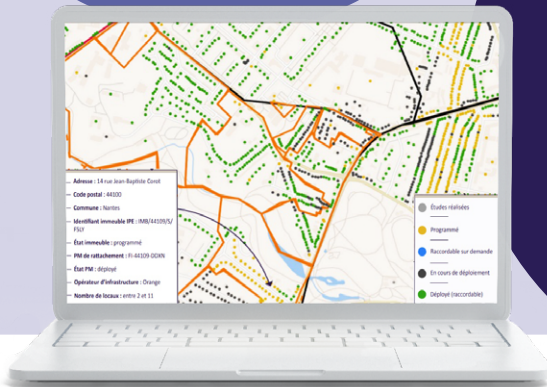 — Adresse : 14 rue Jean-Baptiste Corot
— Code postal : 44100
— Commune : Nantes
— Identifiant immeuble IPE : IMB/44109/S/
FSLY
— État immeuble : programmé
— PM de rattachement : FI-44109-00XN
— État PM : déployé
— Opérateur d'infrastructure : Orange
— Nombre de locaux : entre 2 et 11
Études réalisées
Programmé
Raccordable sur demande
En cours de déploiement
Déployé (raccordable)